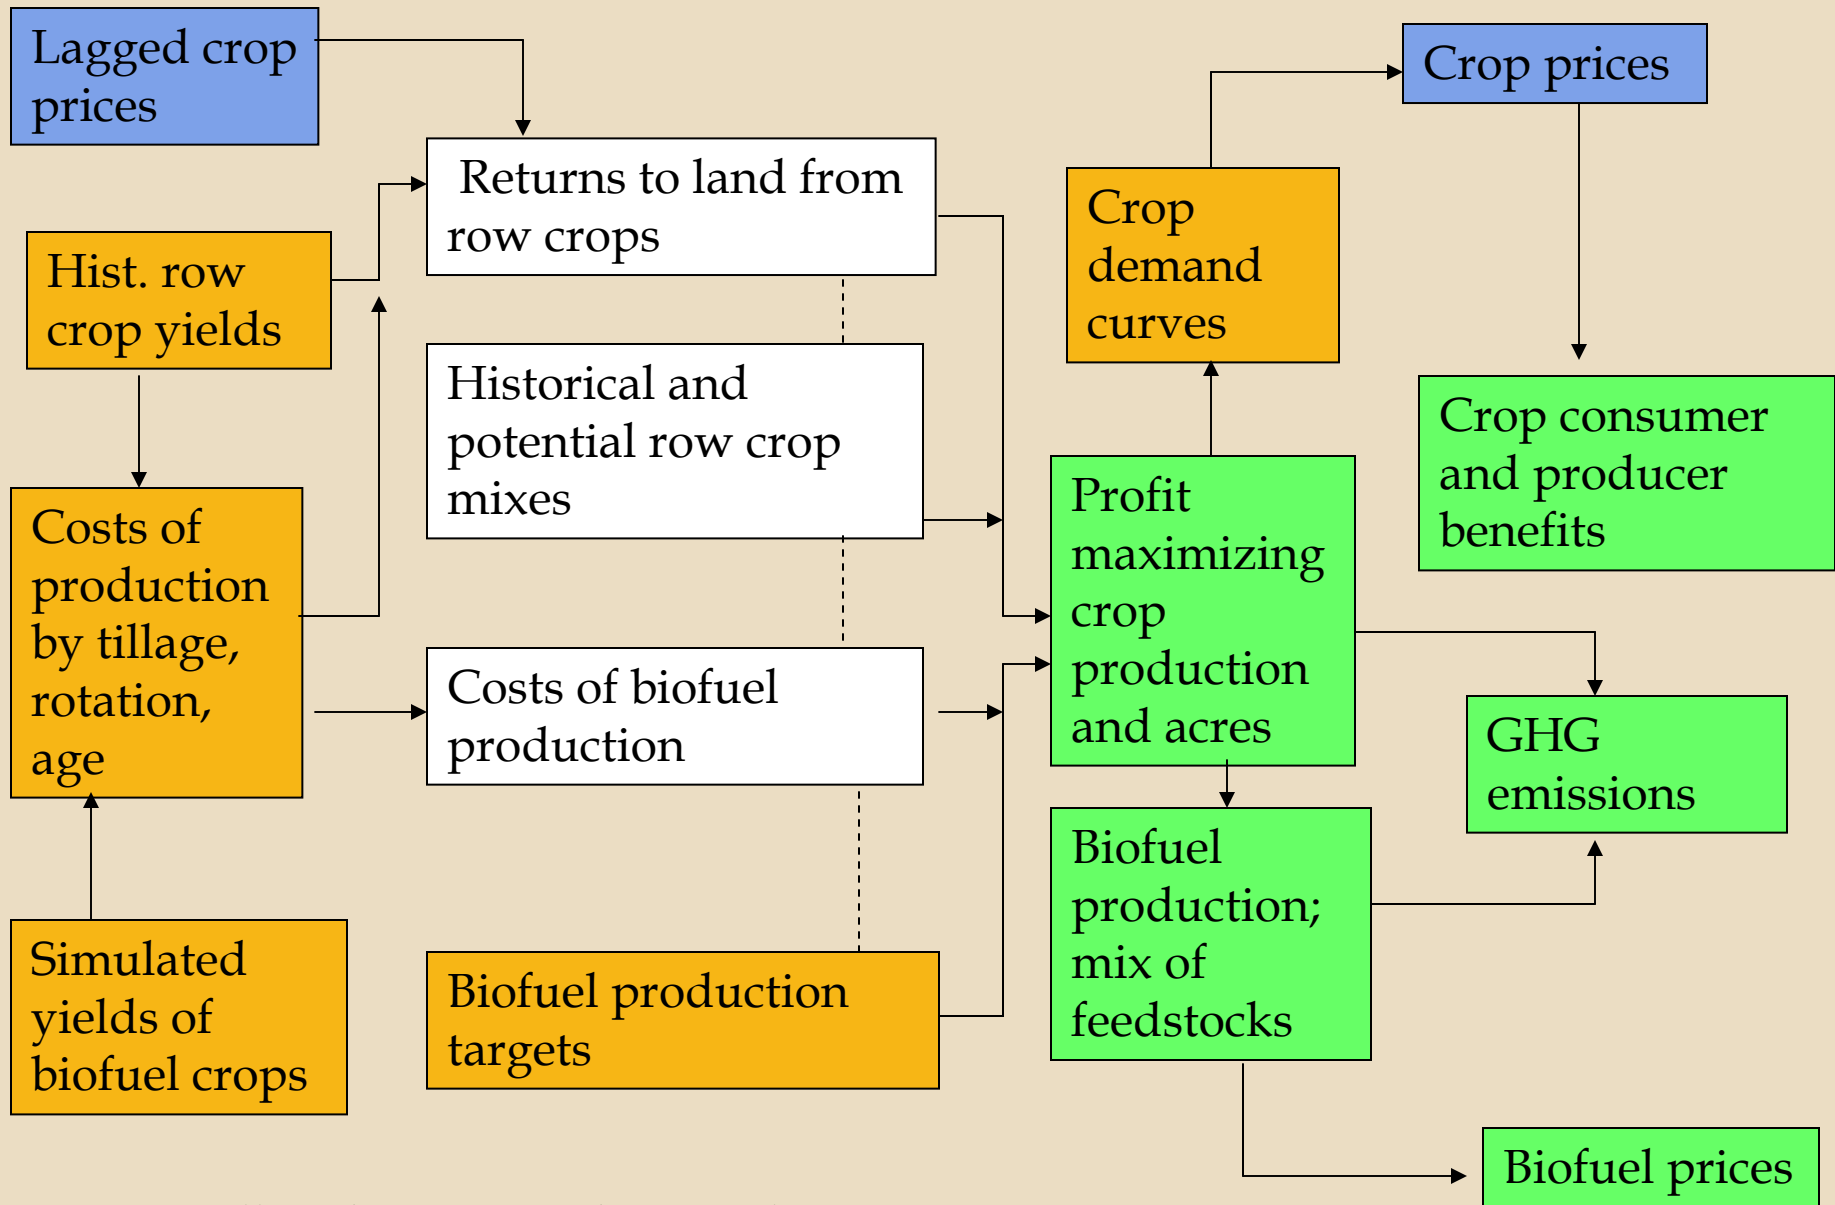 Lagged crop
prices
Crop prices
Returns to land from
row crops
Crop
demand
curves
Hist. row
crop yields
Historical and
potential row crop
mixes
Crop consumer
and producer
benefits
Profit
maximizing
crop
production
and acres
Costs of
production
by tillage,
rotation,
age
Costs of biofuel
production
GHG
emissions
Biofuel
production;
mix of
feedstocks
Simulated
yields of
biofuel crops
Biofuel production
targets
Biofuel prices